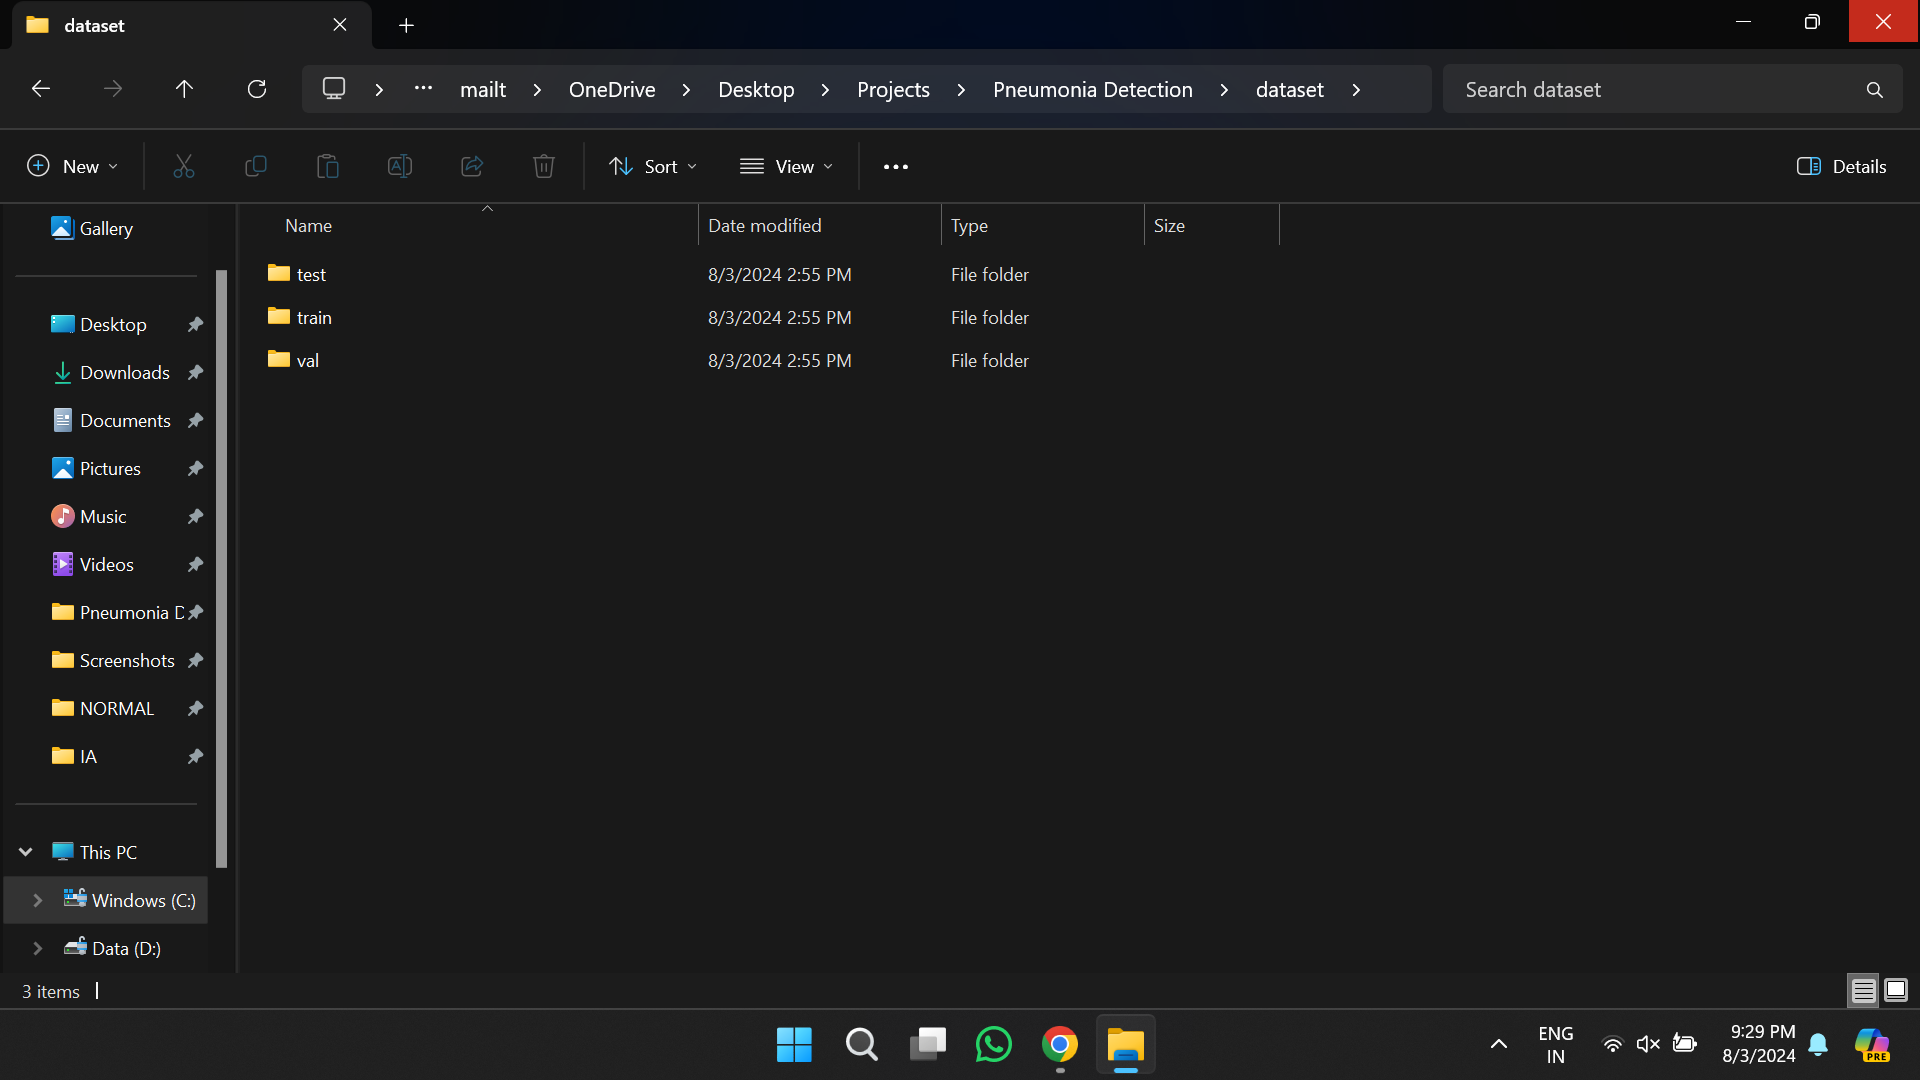 dataset
mailt OneDrive Desktop Projects Pneumonia Detection dataset
Search dataset
New
Sort
View
Details
Name Date modified Type Size
test 8/3/2024 2:55 PM File folder
train 8/3/2024 2:55 PM File folder
val 8/3/2024 2:55 PM File folder
Gallery
Desktop
Downloads
Documents
Pictures
Music
Videos
Pneumonia D
Screenshots
NORMAL
IA
This PC
Windows (C:)
Data (D:)
3 items
ENG
IN
9:29 PM
8/3/2024
PRE